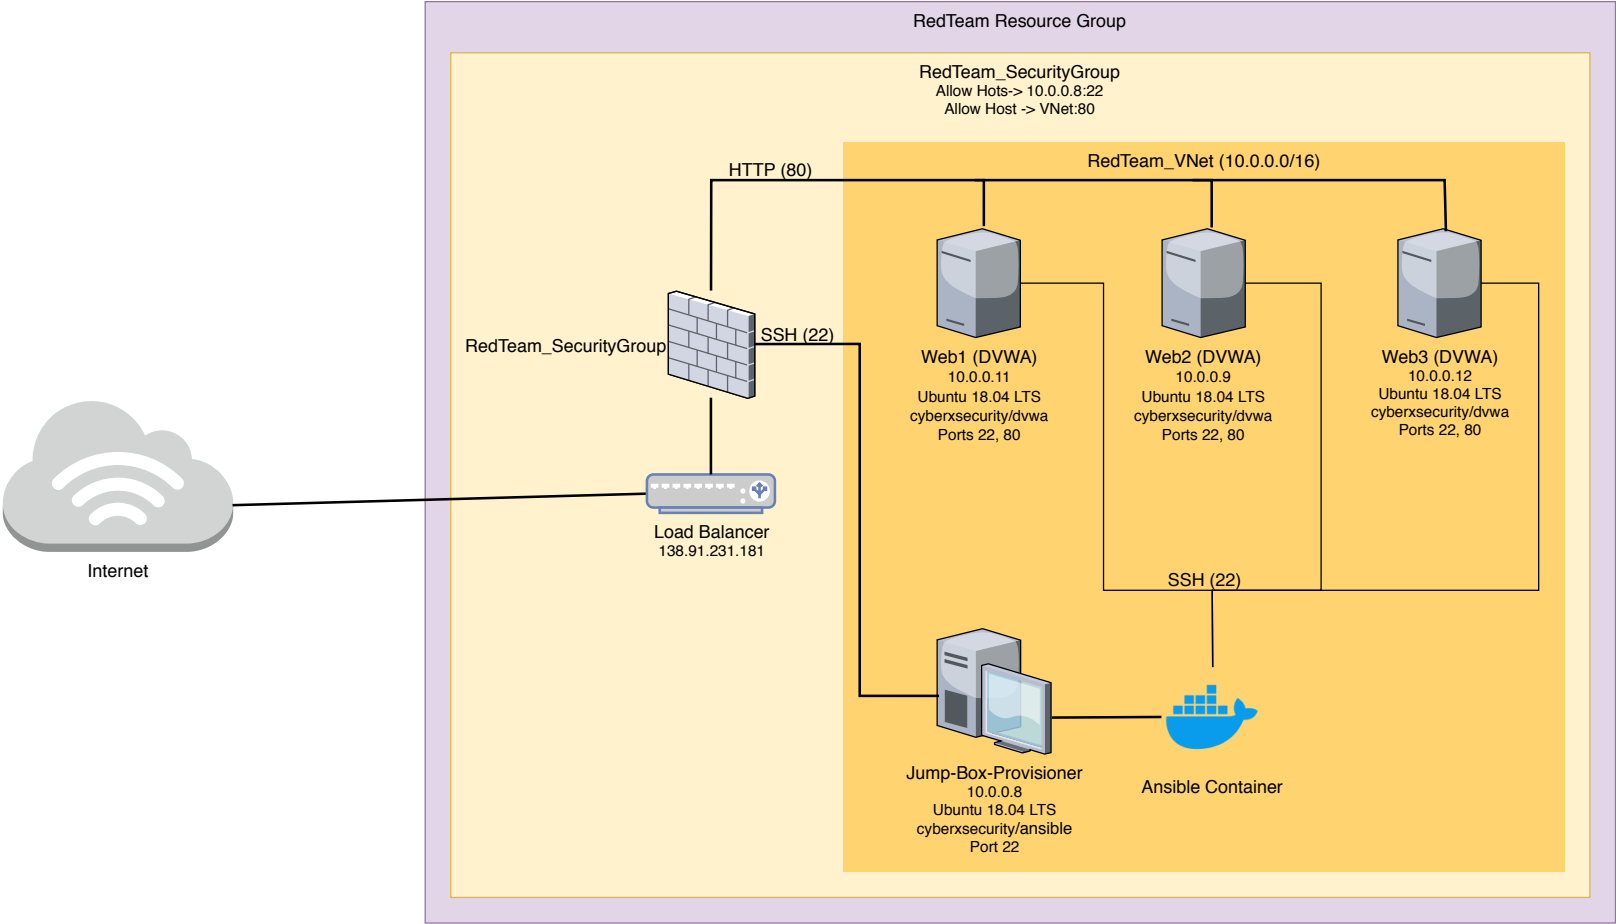 RedTeam Resource Group
RedTeam_SecurityGroup
Allow Hots-> 10.0.0.8:22
Allow Host -> VNet:80
RedTeam_VNet (10.0.0.0/16)
HTTP (80)
SSH (22)
RedTeam_SecurityGroup
Web1 (DVWA)
10.0.0.11
Ubuntu 18.04 LTS
cyberxsecurity/dvwa
Ports 22, 80
Web2 (DVWA)
10.0.0.9
Ubuntu 18.04 LTS
cyberxsecurity/dvwa
Ports 22, 80
Web3 (DVWA)
10.0.0.12
Ubuntu 18.04 LTS
cyberxsecurity/dvwa
Ports 22, 80
Load Balancer
138.91.231.181
Internet
SSH (22)
Jump-Box-Provisioner
10.0.0.8
Ubuntu 18.04 LTS
cyberxsecurity/ansible
Port 22
Ansible Container